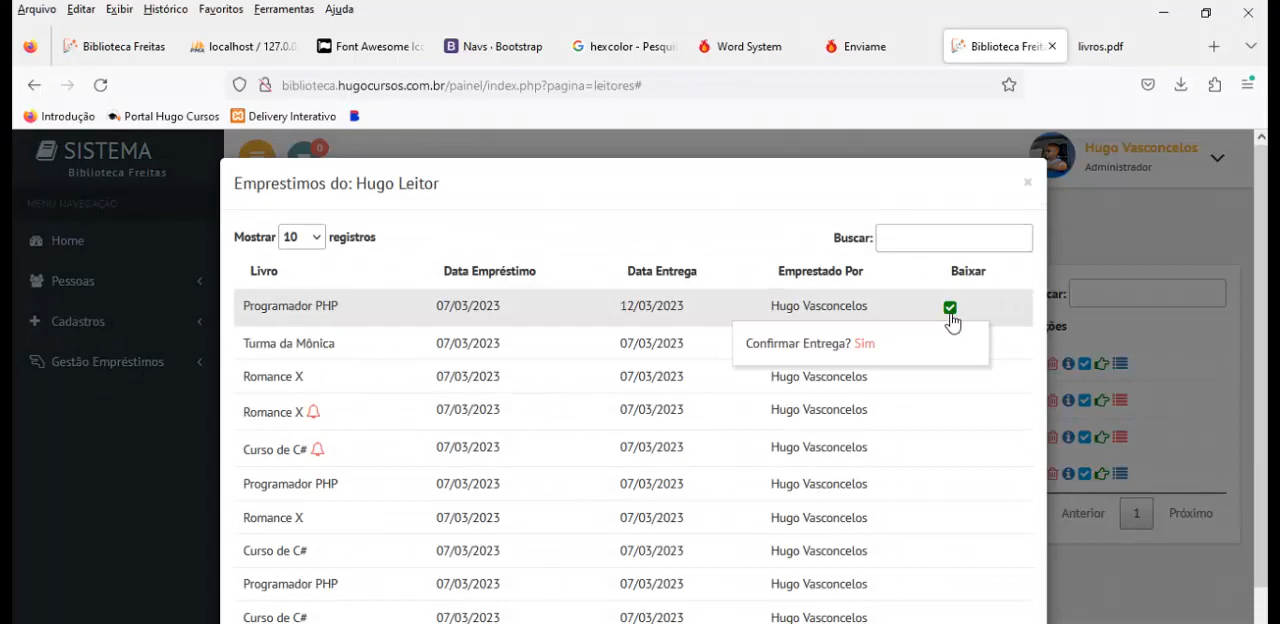 Arquivo Editar Exibir Histórico Favoritos Ferramentas Ajuda
Biblioteca Freitas localhost / 127.0.0 Font Awesome Ic Navs · Bootstrap hexcolor - Pesqui Word System Enviame Biblioteca Freit livros.pdf
biblioteca.hugocursos.com.br/painel/index.php?pagina=leitores#
Introdução Portal Hugo Cursos Delivery Interativo
SISTEMA
Biblioteca Freitas
0
Hugo Vasconcelos
Administrador
MENU NAVEGAÇÃO
Home
Pessoas
Cadastros
Gestão Empréstimos
Emprestimos do: Hugo Leitor
Mostrar 10 registros
Buscar:
Livro Data Empréstimo Data Entrega Emprestado Por Baixar
Programador PHP 07/03/2023 12/03/2023 Hugo Vasconcelos
Confirmar Entrega? Sim
Turma da Mônica 07/03/2023 07/03/2023
Romance X 07/03/2023 07/03/2023 Hugo Vasconcelos
Romance X 07/03/2023 07/03/2023 Hugo Vasconcelos
Curso de C# 07/03/2023 07/03/2023 Hugo Vasconcelos
Programador PHP 07/03/2023 07/03/2023 Hugo Vasconcelos
Romance X 07/03/2023 07/03/2023 Hugo Vasconcelos
Curso de C# 07/03/2023 07/03/2023 Hugo Vasconcelos
Programador PHP 07/03/2023 07/03/2023 Hugo Vasconcelos
Curso de C# 07/03/2023 07/03/2023 Hugo Vasconcelos
car:
ões
Anterior 1 Próximo